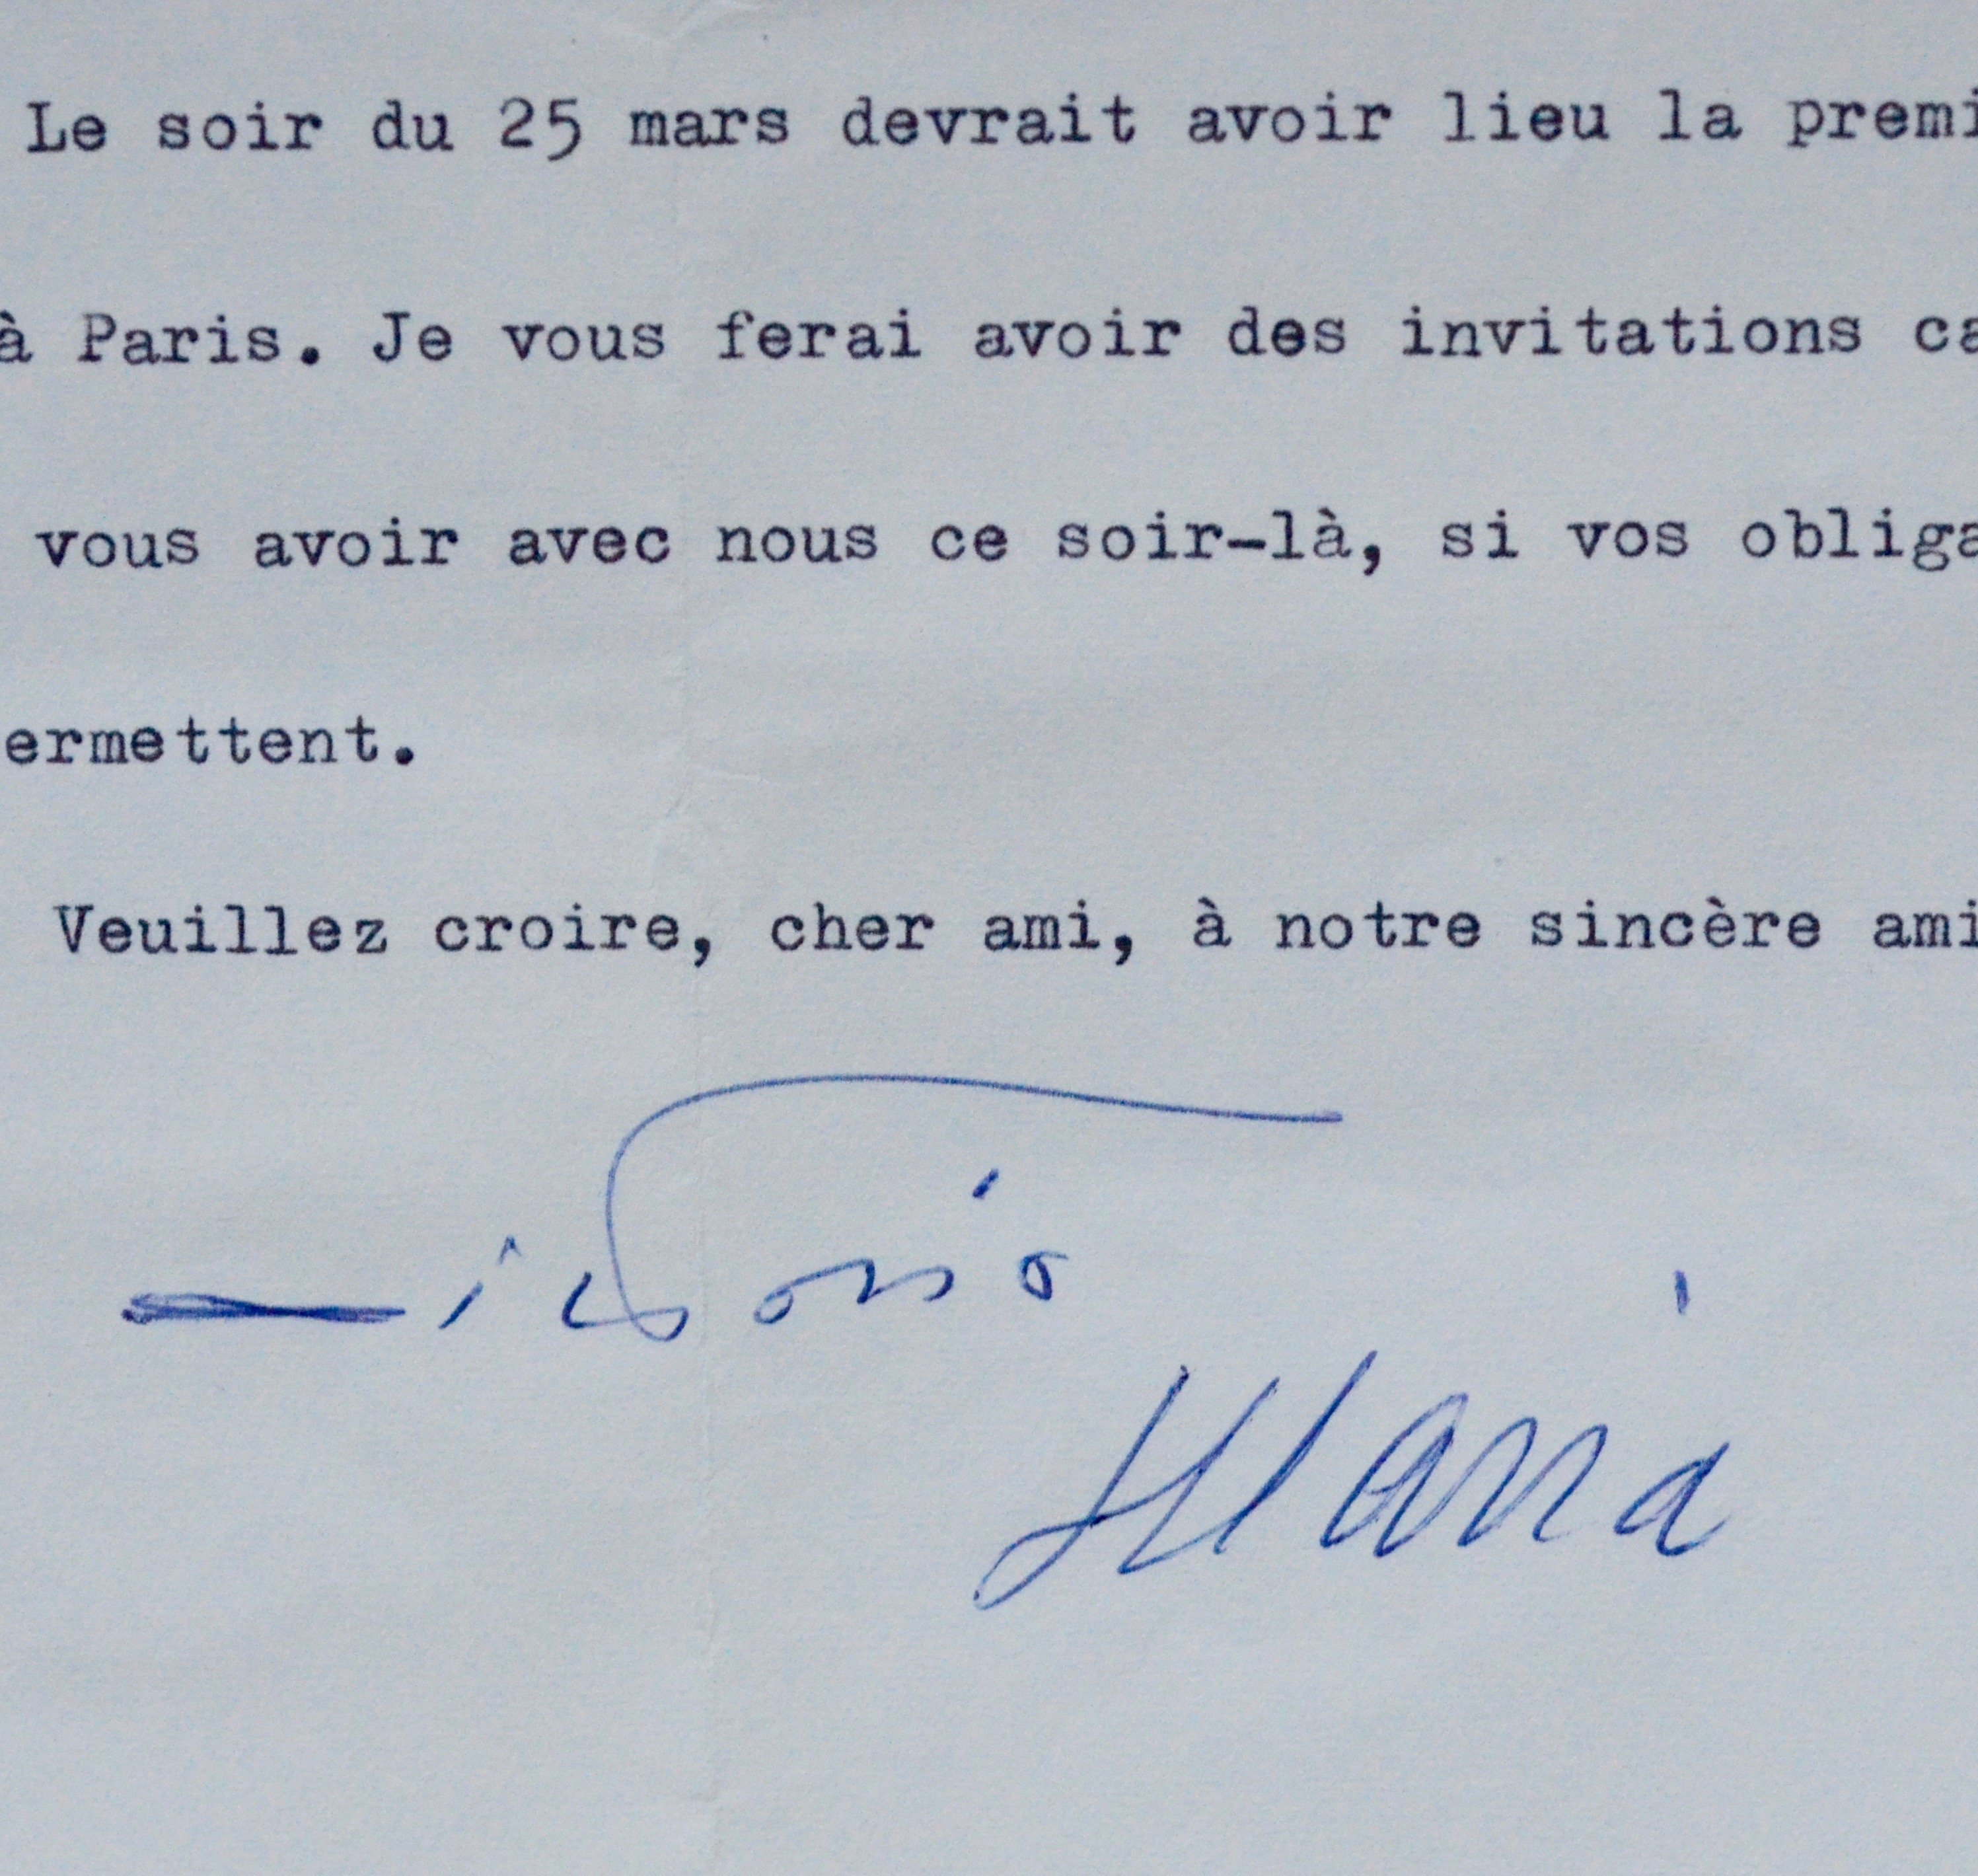 Le soir du 25 mars devrait avoir lieu la premi
à Paris. Je vous ferai avoir des invitations ca
vous avoir avec nous ce soir-là, si vos obliga
ermettent.
Veuillez croire, cher ami, à notre sincère ami